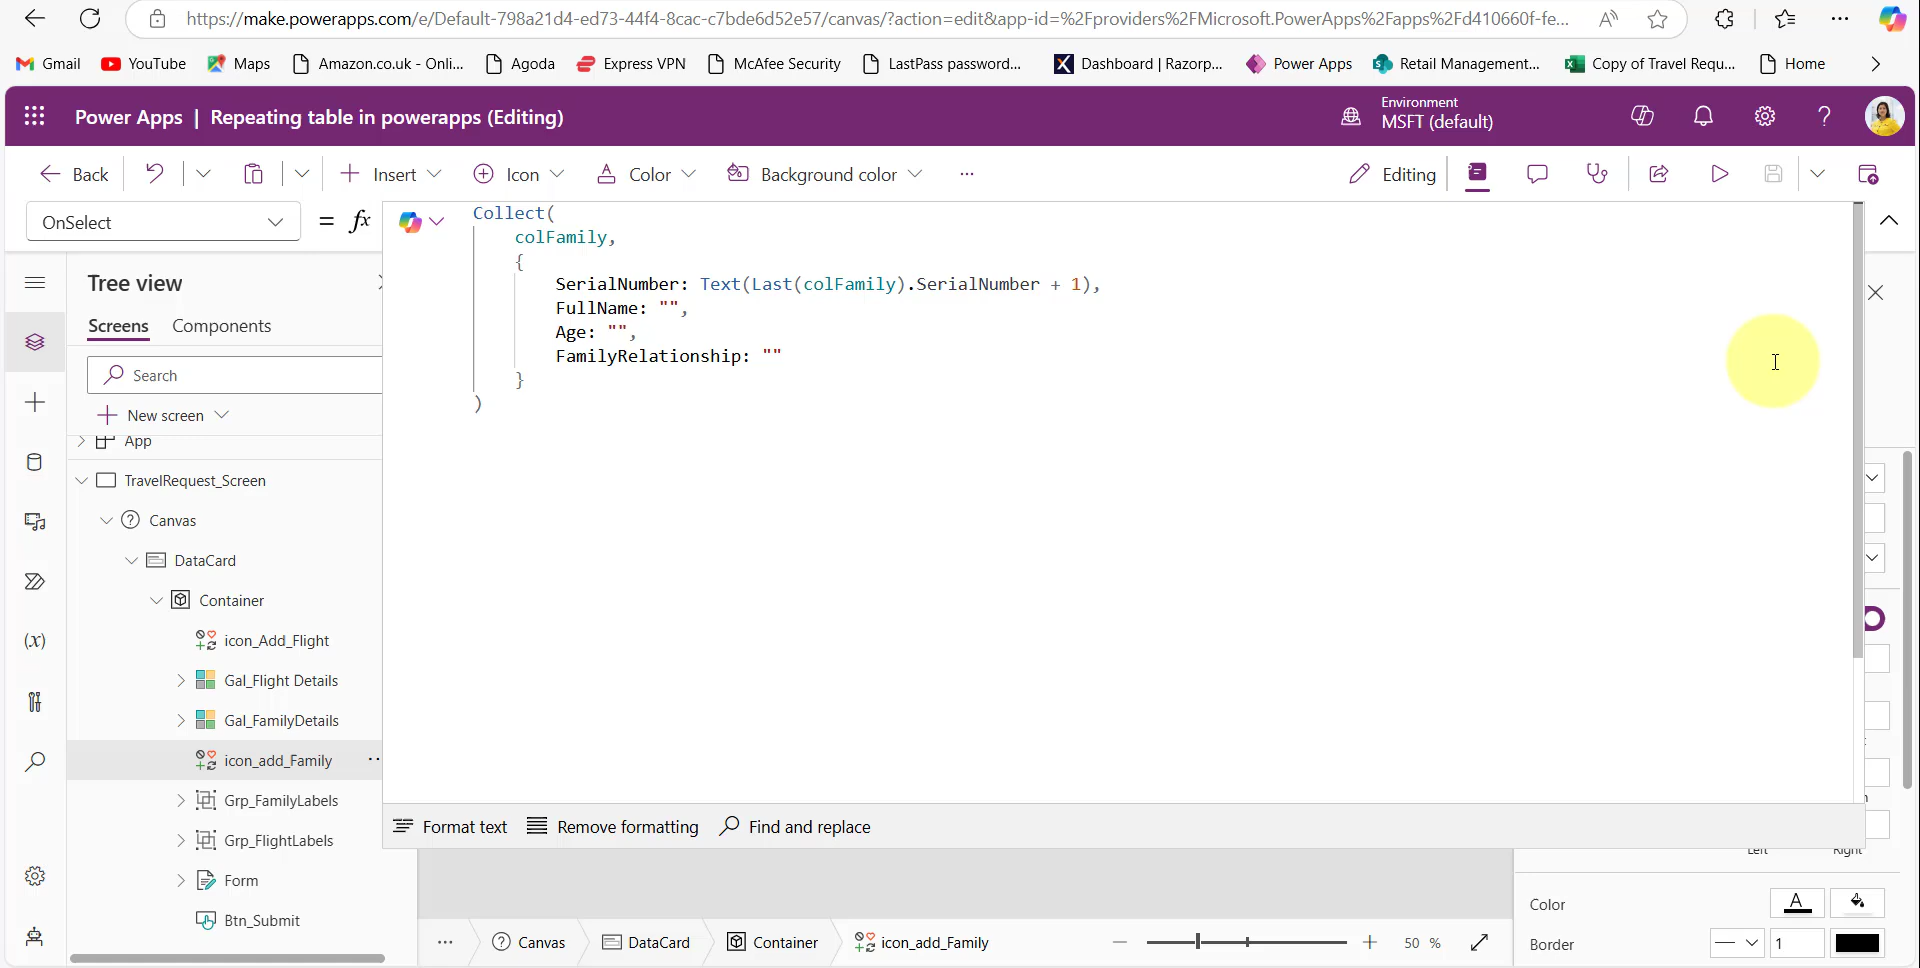 https://make.powerapps.com/e/Default-798a21d4-ed73-44f4-8cac-c7bde6d52e57/canvas/?action=edit&app-id=%2Fproviders%2FMicrosoft.PowerApps%2Fapps%2Fd410660f-fe...
Gmail YouTube Maps Amazon.co.uk - Onli... Agoda Express VPN McAfee Security LastPass password... Dashboard | Razorp... Power Apps Retail Management... Copy of Travel Requ... Home
Power Apps | Repeating table in powerapps (Editing)
Environment
MSFT (default)
Back Insert Icon Color Background color ... Editing
OnSelect = fx
Collect(
colFamily,
{
SerialNumber: Text(Last(colFamily).SerialNumber + 1),
FullName: "",
Age: "",
FamilyRelationship: ""
}
)
Tree view
Screens Components
Search
New screen
App
TravelRequest_Screen
Canvas
DataCard
Container
icon_Add_Flight
Gal_Flight Details
Gal_FamilyDetails
icon_add_Family
Grp_FamilyLabels
Grp_FlightLabels
Form
Btn_Submit
Format text Remove formatting Find and replace
Left Right
Color
Border 1
... Canvas DataCard Container icon_add_Family 50 %